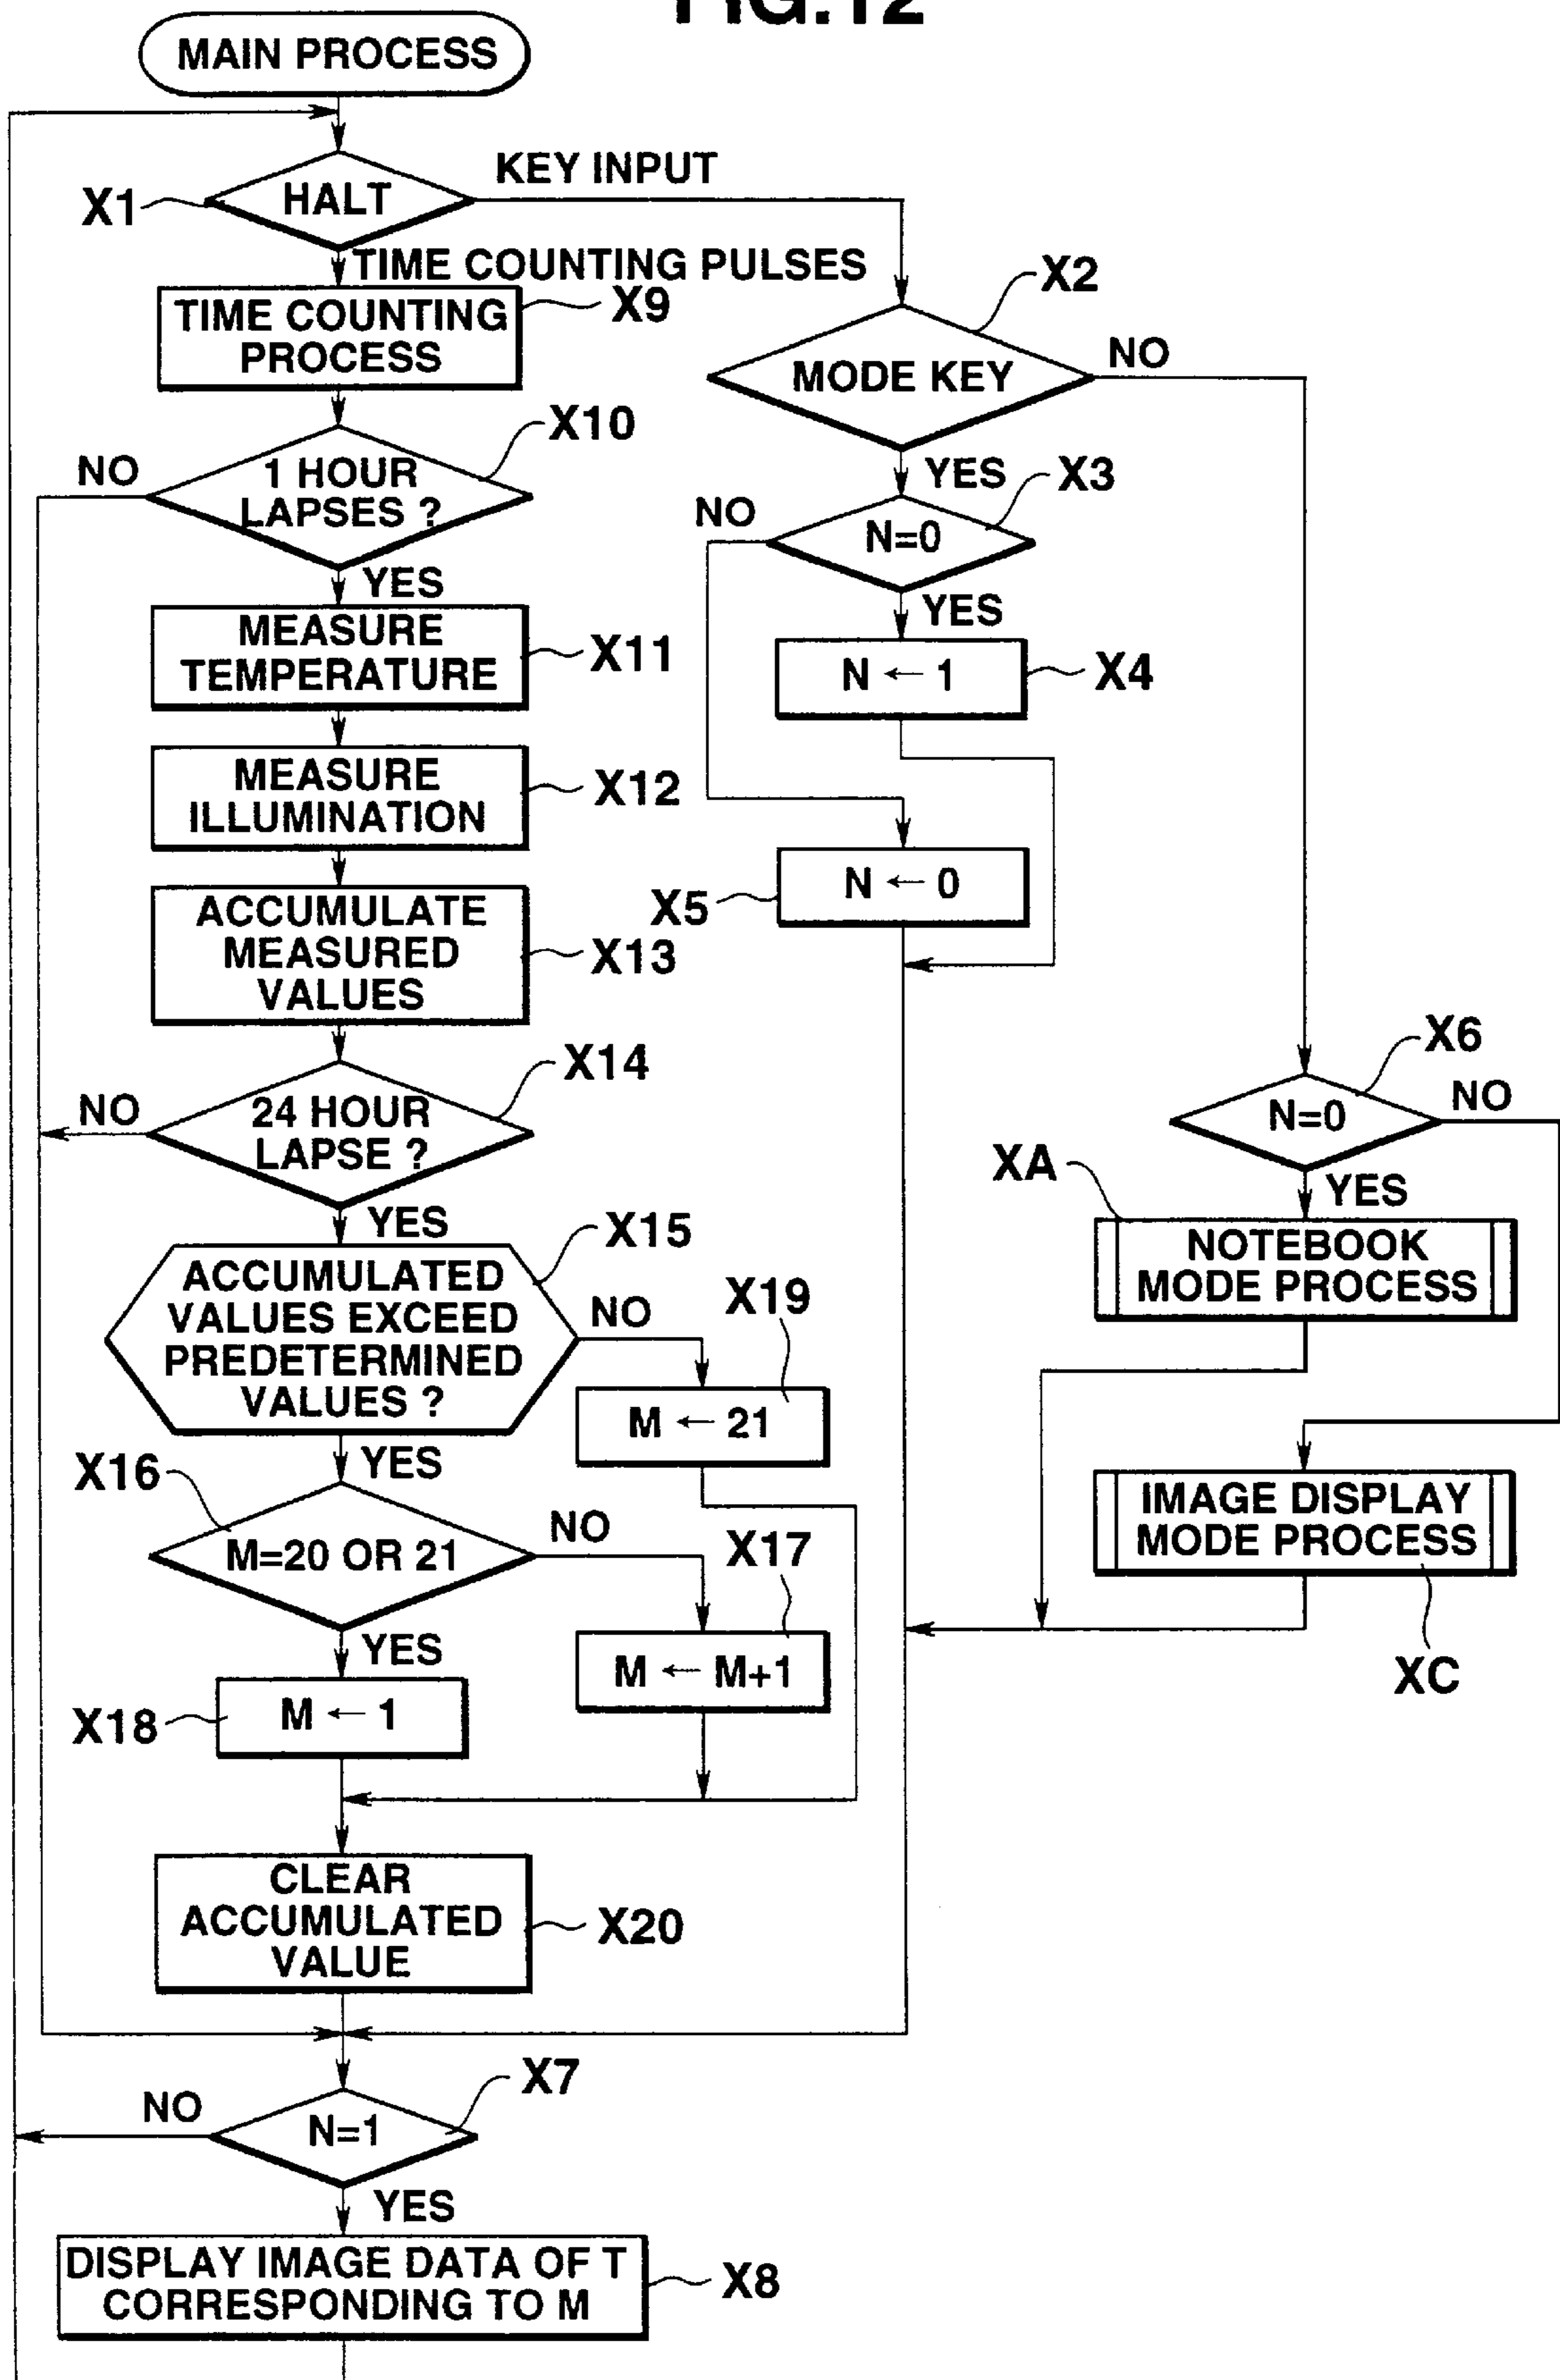 FIG.12
MAIN PROCESS
X1
HALT
KEY INPUT
TIME COUNTING PULSES
TIME COUNTING
PROCESS
X9
X2
MODE KEY
NO
X10
NO
1 HOUR
LAPSES ?
YES
YES
X3
NO
N=0
YES
MEASURE
TEMPERATURE
X11
N ← 1
X4
MEASURE
ILLUMINATION
X12
N ← 0
X5
ACCUMULATE
MEASURED
VALUES
X13
X14
NO
24 HOUR
LAPSE ?
YES
X6
N=0
NO
XA
YES
NOTEBOOK
MODE PROCESS
X15
ACCUMULATED
VALUES EXCEED
PREDETERMINED
VALUES ?
NO
X19
M ← 21
YES
X16
M=20 OR 21
NO
X17
IMAGE DISPLAY
MODE PROCESS
XC
YES
M ← M+1
X18
M ← 1
CLEAR
ACCUMULATED
VALUE
X20
X7
NO
N=1
YES
DISPLAY IMAGE DATA OF T
CORRESPONDING TO M
X8